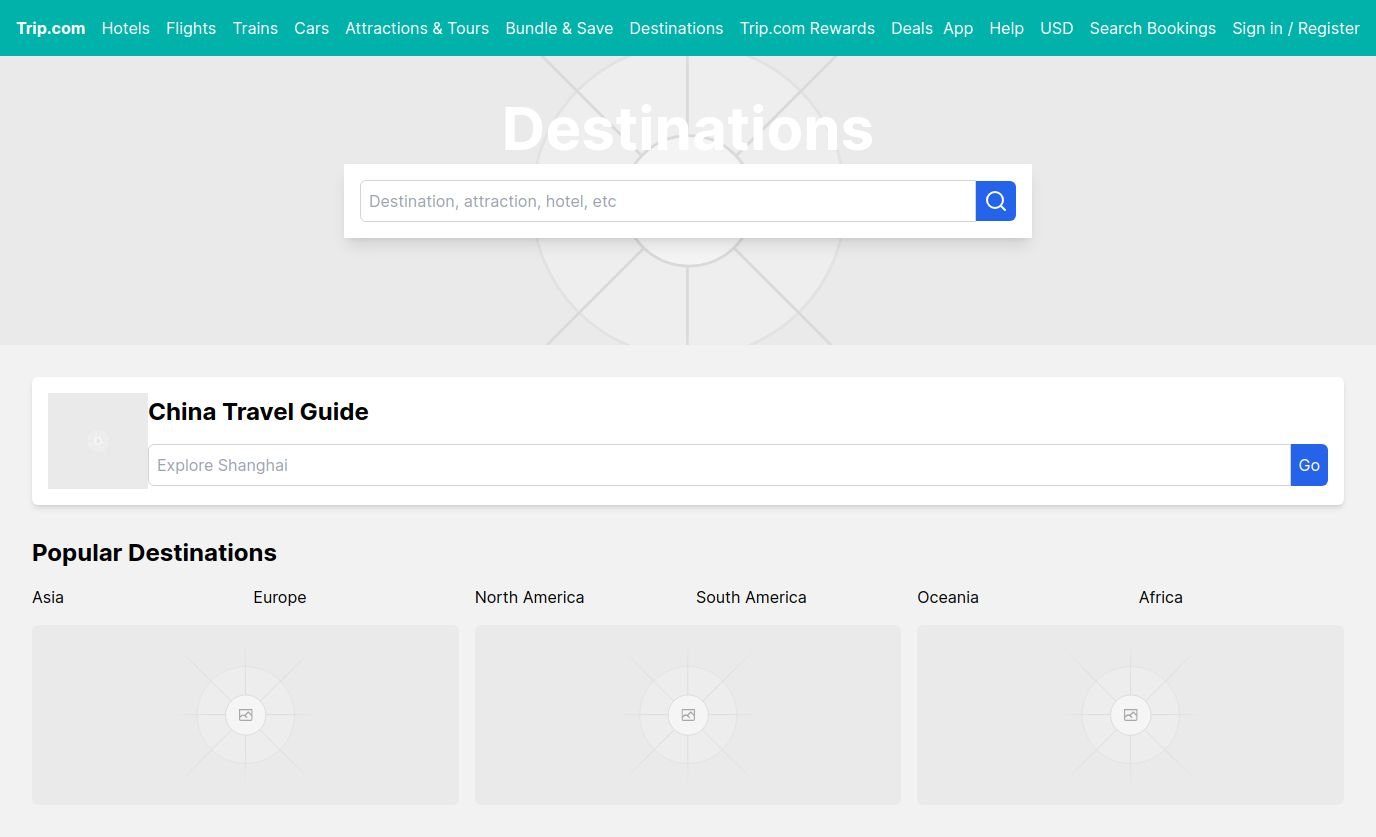 Trip.com Hotels Flights Trains Cars Attractions & Tours Bundle & Save Destinations Trip.com Rewards Deals App Help USD Search Bookings Sign in / Register
Destinations
Destination, attraction, hotel, etc
China Travel Guide
Explore Shanghai Go
Popular Destinations
Asia Europe North America South America Oceania Africa